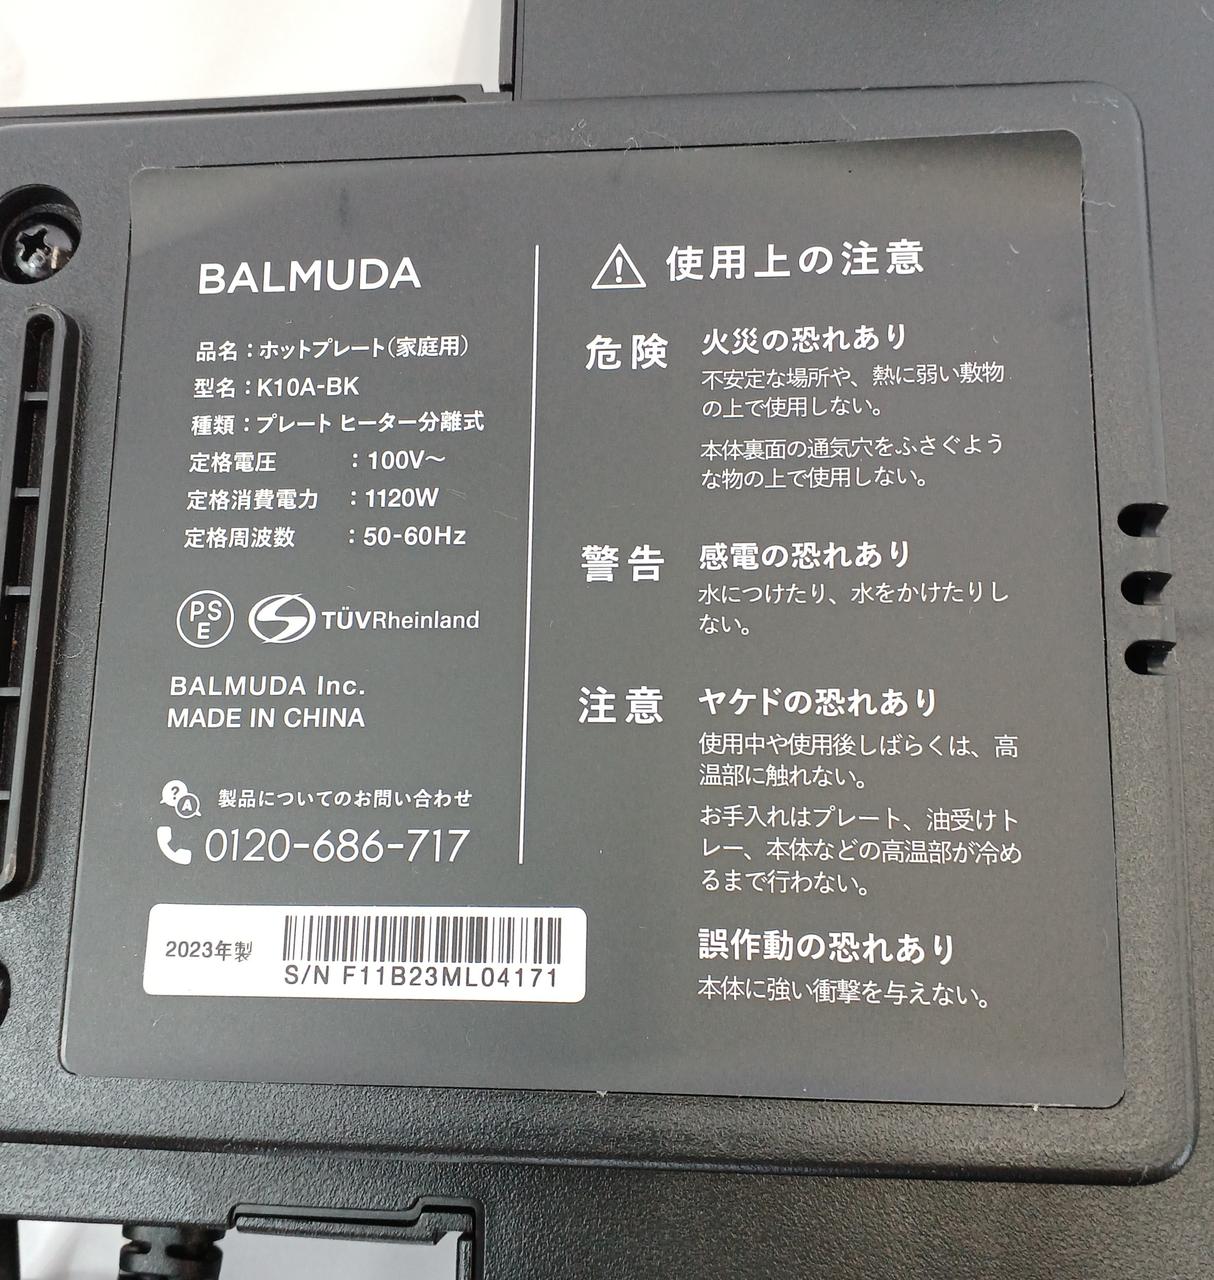 BALMUDA
品名：ホットプレート(家庭用)
型名：K10A-BK
種類：プレート ヒーター分離式
定格電圧 ：100V～
定格消費電力 ：1120W
定格周波数 ：50-60Hz
PS
E
TÜVRheinland
BALMUDA Inc.
MADE IN CHINA
? A 製品についてのお問い合わせ
0120-686-717
2023年製
S/N F11B23ML04171
! 使用上の注意
危険 火災の恐れあり
不安定な場所や、熱に弱い敷物
の上で使用しない。
本体裏面の通気穴をふさぐよう
な物の上で使用しない。
警告 感電の恐れあり
水につけたり、水をかけたりし
ない。
注意 ヤケドの恐れあり
使用中や使用後しばらくは、高
温部に触れない。
お手入れはプレート、油受けト
レー、本体などの高温部が冷め
るまで行わない。
誤作動の恐れあり
本体に強い衝撃を与えない。